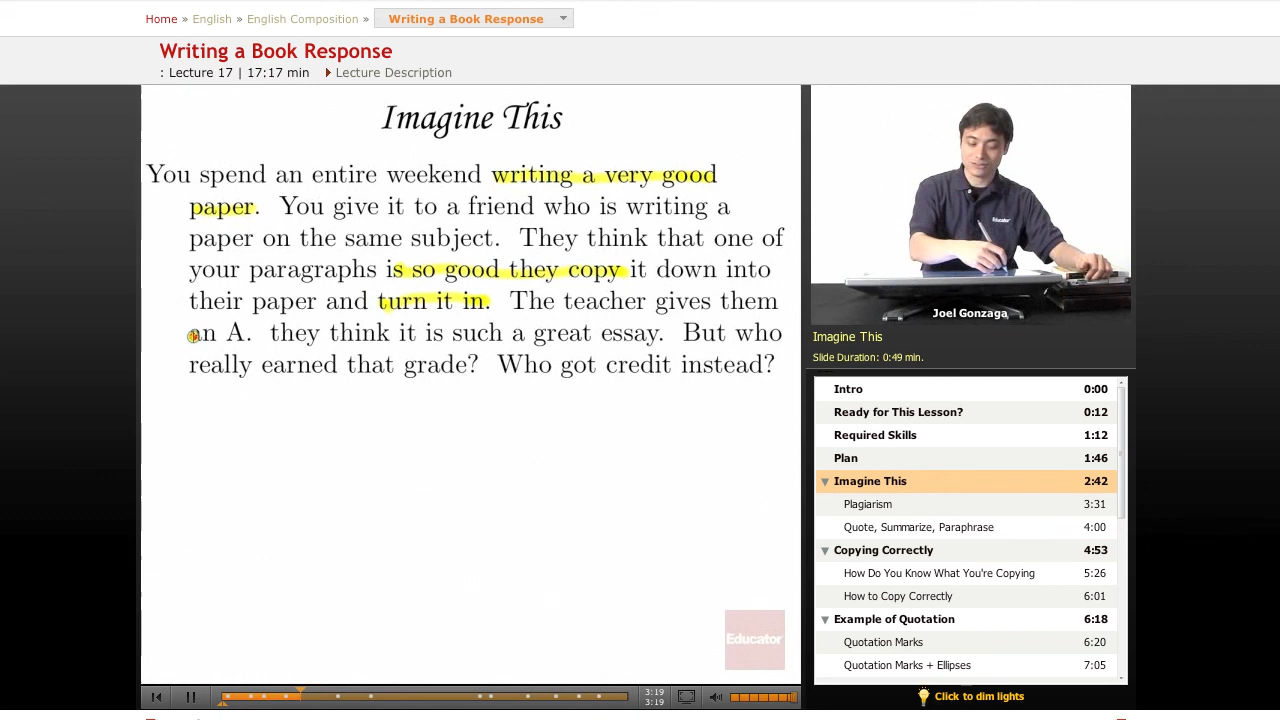 Home » English » English Composition » Writing a Book Response
Writing a Book Response
: Lecture 17 | 17:17 min Lecture Description
Imagine This
You spend an entire weekend writing a very good
paper. You give it to a friend who is writing a
paper on the same subject. They think that one of
your paragraphs is so good they copy it down into
their paper and turn it in. The teacher gives them
an A. they think it is such a great essay. But who
really earned that grade? Who got credit instead?
Educator
3:19
3:19
Educator
Joel Gonzaga
Imagine This
Slide Duration: 0:49 min.
Intro 0:00
Ready for This Lesson? 0:12
Required Skills 1:12
Plan 1:46
Imagine This 2:42
Plagiarism 3:31
Quote, Summarize, Paraphrase 4:00
Copying Correctly 4:53
How Do You Know What You're Copying 5:26
How to Copy Correctly 6:01
Example of Quotation 6:18
Quotation Marks 6:20
Quotation Marks + Ellipses 7:05
Click to dim lights